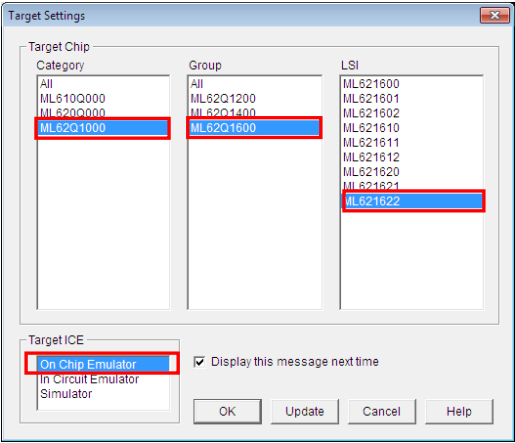 Target Settings
Target Chip
Category
Group
LSI
All
ML610Q000
ML620Q000
ML62Q1000
All
ML62Q1200
ML62Q1400
ML62Q1600
ML621600
ML621601
ML621602
ML621610
ML621611
ML621612
ML621620
ML621621
ML621622
Target ICE
On Chip Emulator
In Circuit Emulator
Simulator
Display this message next time
OK
Update
Cancel
Help